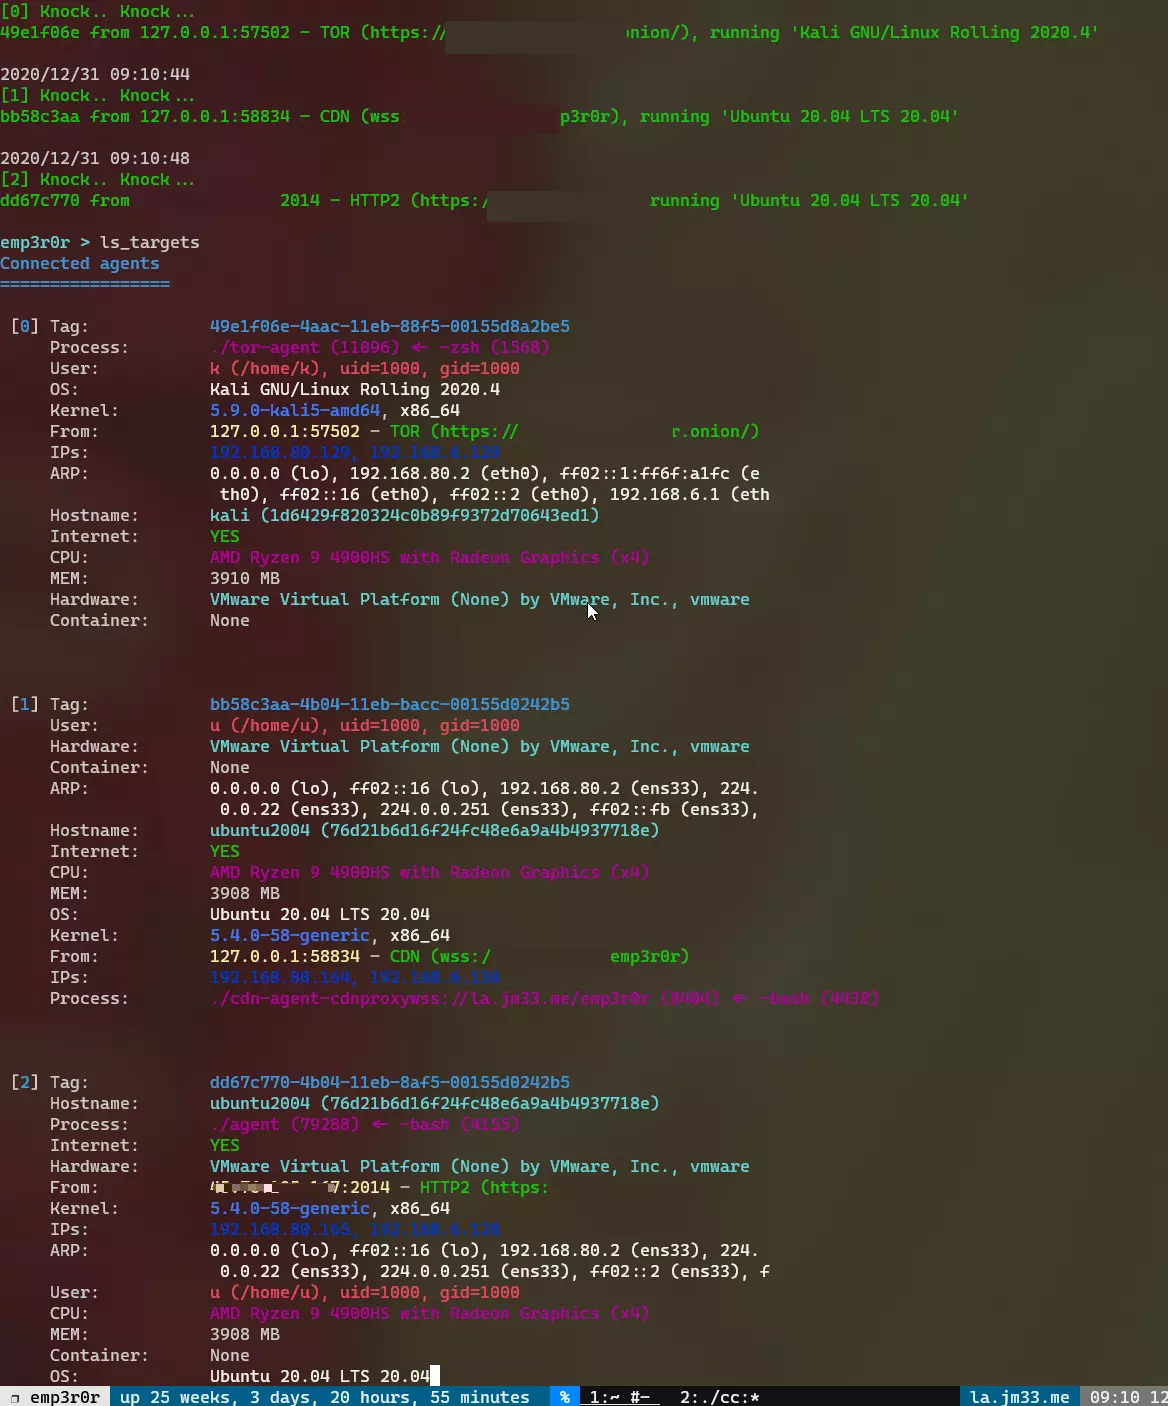 [0] Knock.. Knock...
49e1f06e from 127.0.0.1:57502 - TOR (https:// nion/), running 'Kali GNU/Linux Rolling 2020.4'
2020/12/31 09:10:44
[1] Knock.. Knock...
bb58c3aa from 127.0.0.1:58834 - CDN (wss p3r0r), running 'Ubuntu 20.04 LTS 20.04'
2020/12/31 09:10:48
[2] Knock.. Knock...
dd67c770 from 2014 - HTTP2 (https:/ running 'Ubuntu 20.04 LTS 20.04'
emp3r0r > ls_targets
Connected agents
=================
[0] Tag: 49e1f06e-4aac-11eb-88f5-00155d8a2be5
Process: ./tor-agent (11096) <- -zsh (1568)
User: k (/home/k), uid=1000, gid=1000
OS: Kali GNU/Linux Rolling 2020.4
Kernel: 5.9.0-kali5-amd64, x86_64
From: 127.0.0.1:57502 - TOR (https:// r.onion/)
IPs: 192.168.80.129, 192.168.6.129
ARP: 0.0.0.0 (lo), 192.168.80.2 (eth0), ff02::1:ff6f:a1fc (e
th0), ff02::16 (eth0), ff02::2 (eth0), 192.168.6.1 (eth
Hostname: kali (1d6429f820324c0b89f9372d70643ed1)
Internet: YES
CPU: AMD Ryzen 9 4900HS with Radeon Graphics (x4)
MEM: 3910 MB
Hardware: VMware Virtual Platform (None) by VMware, Inc., vmware
Container: None
[1] Tag: bb58c3aa-4b04-11eb-bacc-00155d0242b5
User: u (/home/u), uid=1000, gid=1000
Hardware: VMware Virtual Platform (None) by VMware, Inc., vmware
Container: None
ARP: 0.0.0.0 (lo), ff02::16 (lo), 192.168.80.2 (ens33), 224.
0.0.22 (ens33), 224.0.0.251 (ens33), ff02::fb (ens33),
Hostname: ubuntu2004 (76d21b6d16f24fc48e6a9a4b4937718e)
Internet: YES
CPU: AMD Ryzen 9 4900HS with Radeon Graphics (x4)
MEM: 3908 MB
OS: Ubuntu 20.04 LTS 20.04
Kernel: 5.4.0-58-generic, x86_64
From: 127.0.0.1:58834 - CDN (wss:/ emp3r0r)
IPs: 192.168.80.164,
Process: ./cdn-agent-cdnproxywss://la.jm33.me/emp3r0r (3404) <- -bash (4438)
[2] Tag: dd67c770-4b04-11eb-8af5-00155d0242b5
Hostname: ubuntu2004 (76d21b6d16f24fc48e6a9a4b4937718e)
Process: ./agent (79288) <- -bash (4155)
Internet: YES
Hardware: VMware Virtual Platform (None) by VMware, Inc., vmware
From: 7:2014 - HTTP2 (https:
Kernel: 5.4.0-58-generic, x86_64
IPs: 192.168.80.165,
ARP: 0.0.0.0 (lo), ff02::16 (lo), 192.168.80.2 (ens33), 224.
0.0.22 (ens33), 224.0.0.251 (ens33), ff02::2 (ens33), f
User: u (/home/u), uid=1000, gid=1000
CPU: AMD Ryzen 9 4900HS with Radeon Graphics (x4)
MEM: 3908 MB
Container: None
OS: Ubuntu 20.04 LTS 20.04
emp3r0r up 25 weeks, 3 days, 20 hours, 55 minutes % 1:~ #- 2:./cc:* la.jm33.me 09:10 12